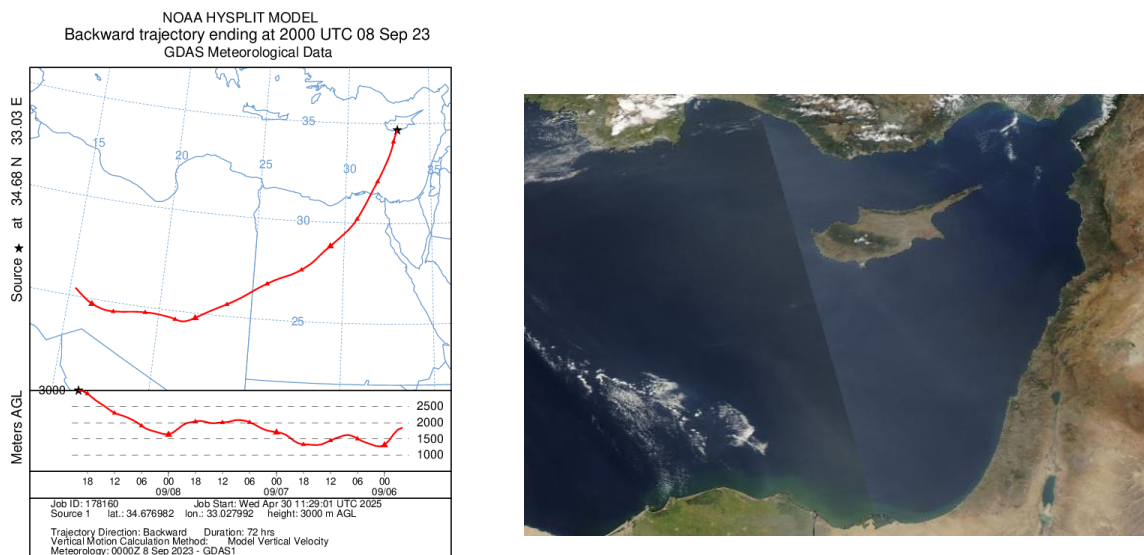 NOAA HYSPLIT MODEL
Backward trajectory ending at 2000 UTC 08 Sep 23
GDAS Meteorological Data
Source ★ at 34.68 N 33.03 E
15
20
25
30
35
35
30
25
Meters AGL
3000
2500
2000
1500
1000
18 12 06 00 18 12 06 00 18 12 06 00
09/08 09/07 09/06
Job ID: 178160 Job Start: Wed Apr 30 11:29:01 UTC 2025
Source 1 lat.: 34.676982 lon.: 33.027992 height: 3000 m AGL
Trajectory Direction: Backward Duration: 72 hrs
Vertical Motion Calculation Method: Model Vertical Velocity
Meteorology: 0000Z 8 Sep 2023 - GDAS1